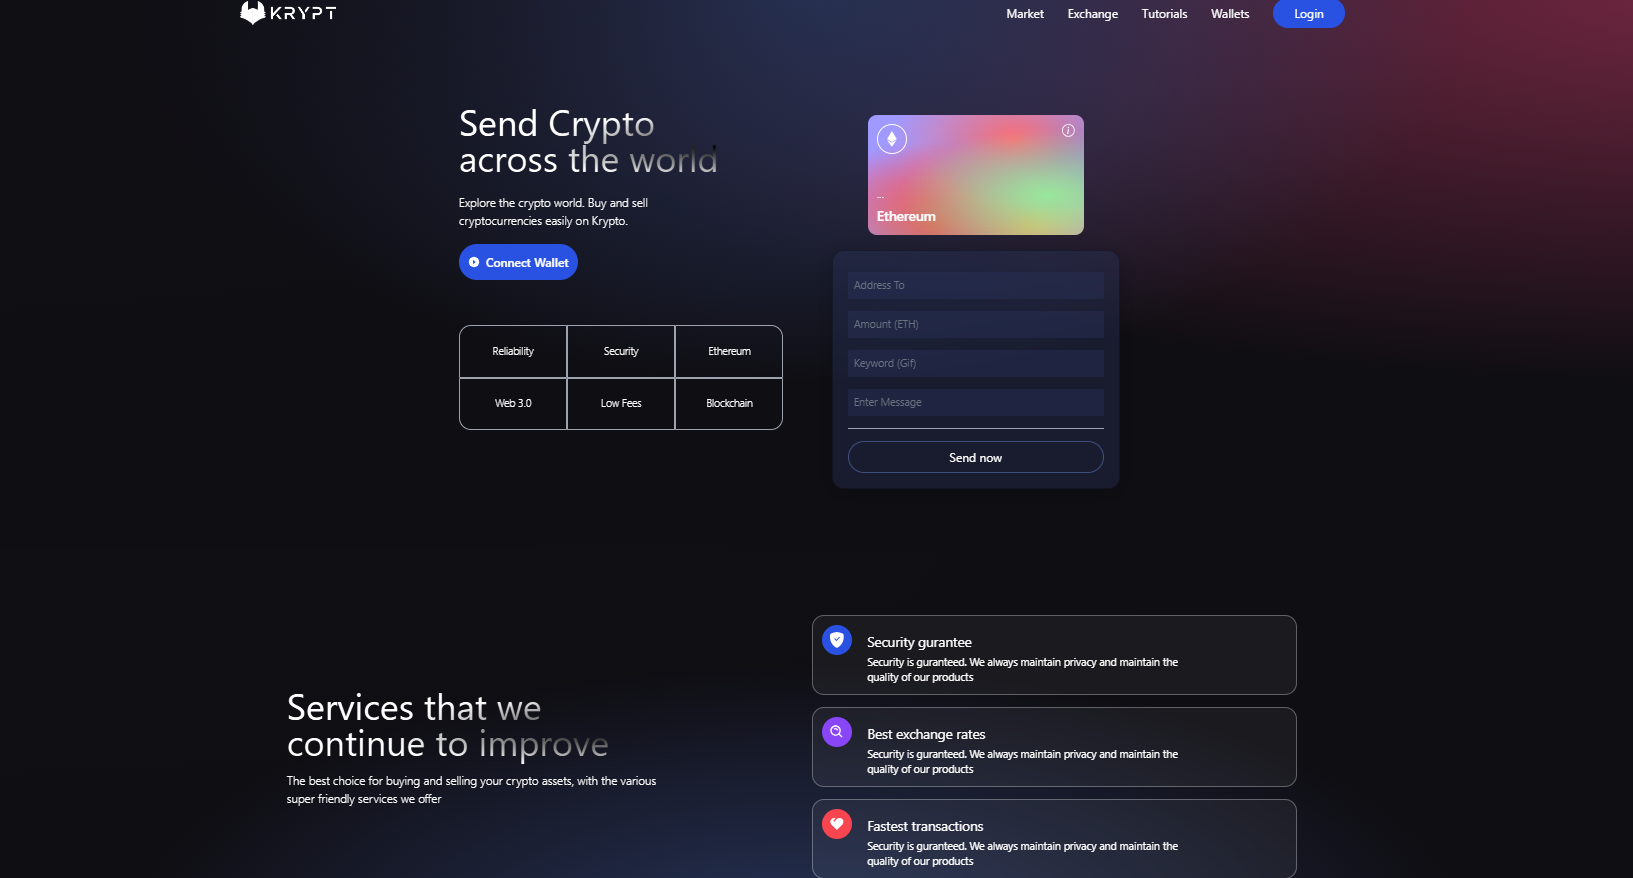 KRYPT
Market
Exchange
Tutorials
Wallets
Login
Send Crypto
across the world
Explore the crypto world. Buy and sell
cryptocurrencies easily on Krypto.
Connect Wallet
Reliability
Security
Ethereum
Web 3.0
Low Fees
Blockchain
...
Ethereum
Address To
Amount (ETH)
Keyword (Gif)
Enter Message
Send now
Services that we
continue to improve
The best choice for buying and selling your crypto assets, with the various
super friendly services we offer
Security gurantee
Security is guranteed. We always maintain privacy and maintain the
quality of our products
Best exchange rates
Security is guranteed. We always maintain privacy and maintain the
quality of our products
Fastest transactions
Security is guranteed. We always maintain privacy and maintain the
quality of our products